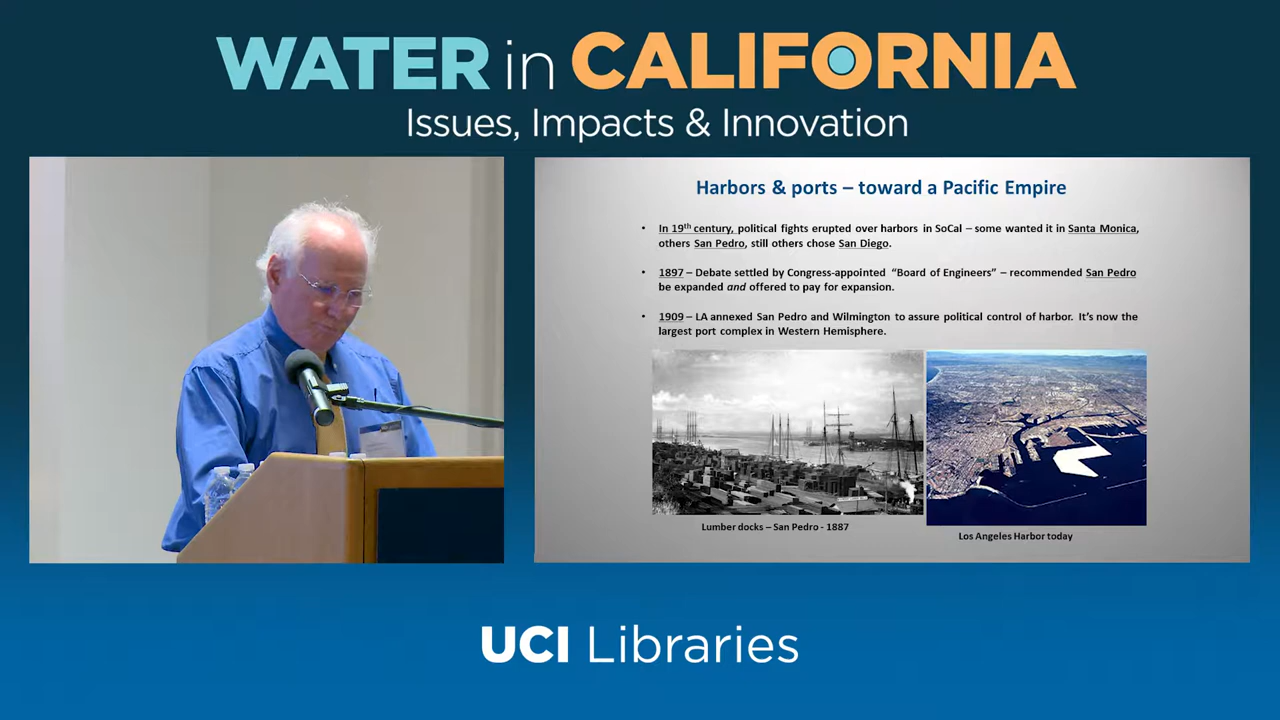 WATER in CALIFORNIA
Issues, Impacts & Innovation
Harbors & ports – toward a Pacific Empire
• In 19th century, political fights erupted over harbors in SoCal – some wanted it in Santa Monica,
others San Pedro, still others chose San Diego.
• 1897 – Debate settled by Congress-appointed “Board of Engineers” – recommended San Pedro
be expanded and offered to pay for expansion.
• 1909 – LA annexed San Pedro and Wilmington to assure political control of harbor. It’s now the
largest port complex in Western Hemisphere.
Lumber docks – San Pedro - 1887
Los Angeles Harbor today
UCI Libraries